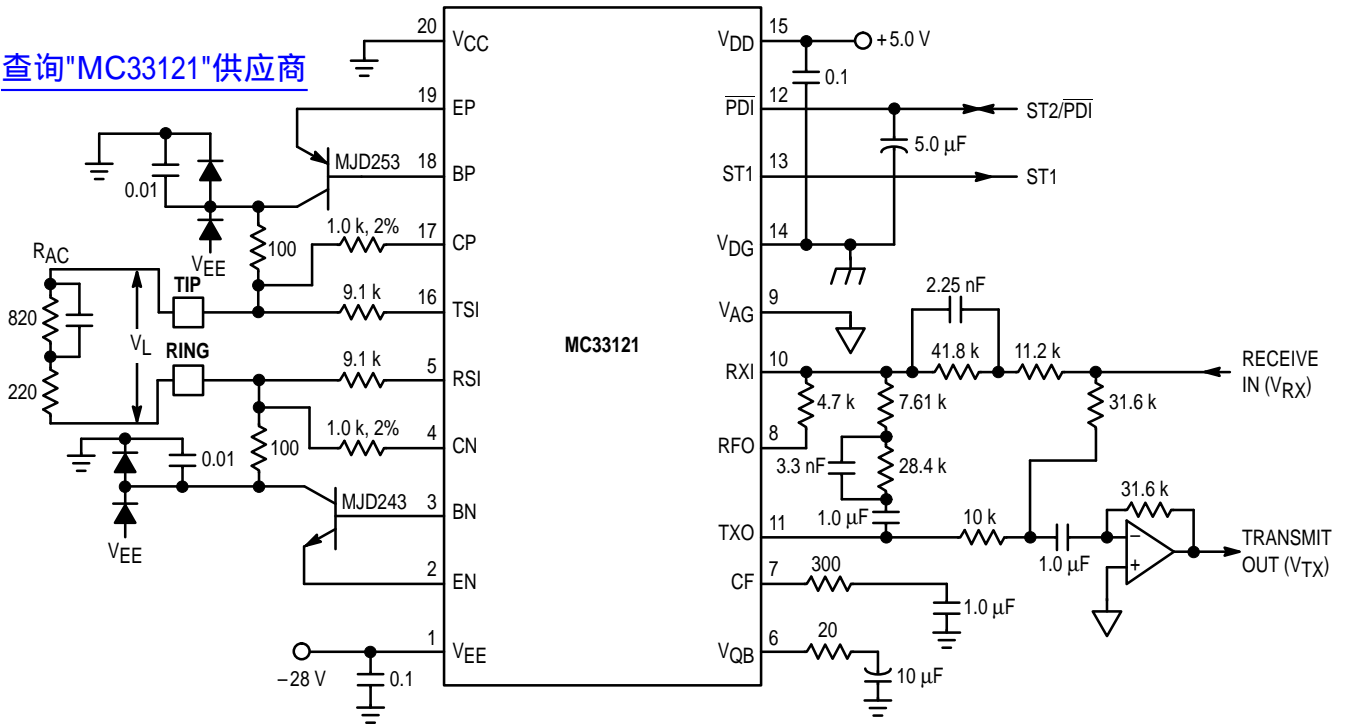 查询"MC33121"供应商
20
VCC
19
EP
MJD253
18
BP
0.01
1.0 k, 2%
17
CP
100
VEE
RAC
TIP
9.1 k
16
TSI
820
VL
RING
9.1 k
5
RSI
220
1.0 k, 2%
4
CN
100
0.01
MJD243
3
BN
VEE
2
EN
1
VEE
−28 V
0.1
MC33121
VDD
15
+5.0 V
0.1
PDI
12
ST2/PDI
5.0 μF
ST1
13
ST1
VDG
14
VAG
9
2.25 nF
RXI
10
41.8 k
11.2 k
RECEIVE
IN (VRX)
4.7 k
7.61 k
31.6 k
RFO
8
3.3 nF
28.4 k
1.0 μF
31.6 k
TXO
11
10 k
1.0 μF
−
+
TRANSMIT
OUT (VTX)
CF
7
300
1.0 μF
VQB
6
20
10 μF